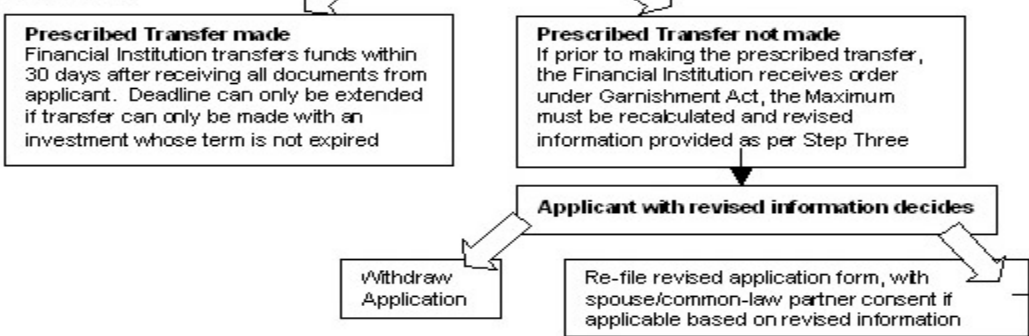 Prescribed Transfer made
Financial Institution transfers funds within
30 days after receiving all documents from
applicant. Deadline can only be extended
if transfer can only be made with an
investment whose term is not expired
Prescribed Transfer not made
If prior to making the prescribed transfer,
the Financial Institution receives order
under Garnishment Act, the Maximum
must be recalculated and revised
information provided as per Step Three
Applicant with revised information decides
Withdraw
Application
Re-file revised application form, with
spouse/common-law partner consent if
applicable based on revised information